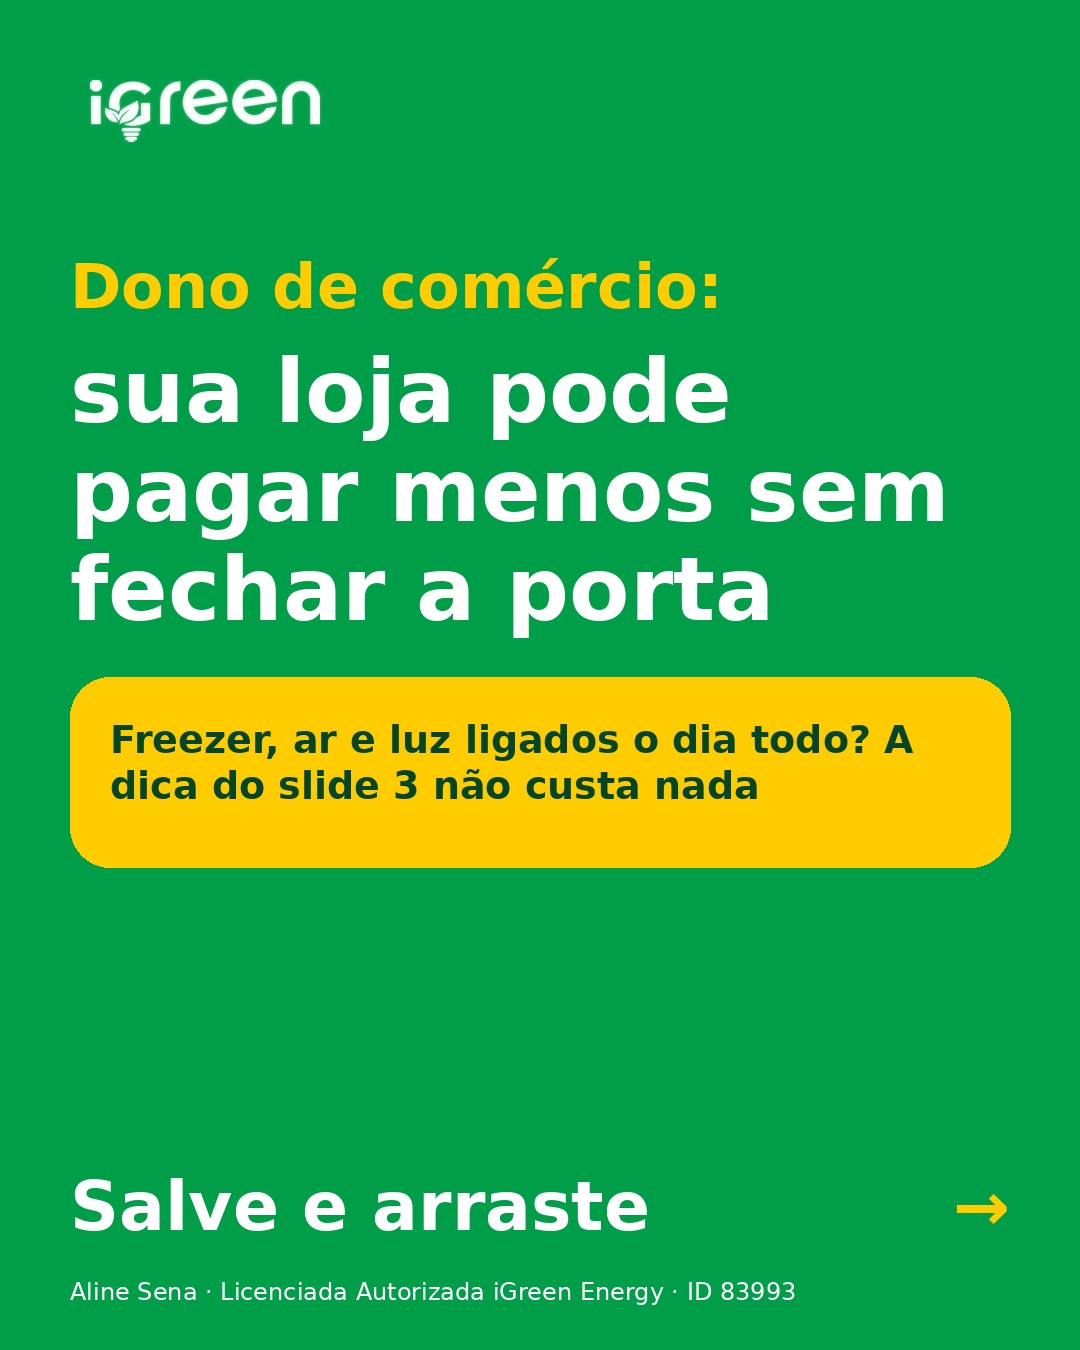 iGreen
Dono de comércio:
sua loja pode
pagar menos sem
fechar a porta
Freezer, ar e luz ligados o dia todo? A
dica do slide 3 não custa nada
Salve e arraste →
Aline Sena · Licenciada Autorizada iGreen Energy · ID 83993